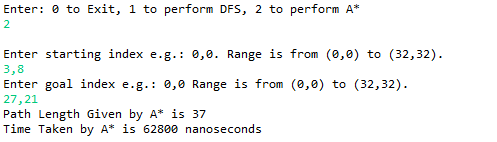 Enter: 0 to Exit, 1 to perform DFS, 2 to perform A*
2
Enter starting index e.g.: 0,0. Range is from (0,0) to (32,32).
3,8
Enter goal index e.g.: 0,0 Range is from (0,0) to (32,32).
27,21
Path Length Given by A* is 37
Time Taken by A* is 62800 nanoseconds